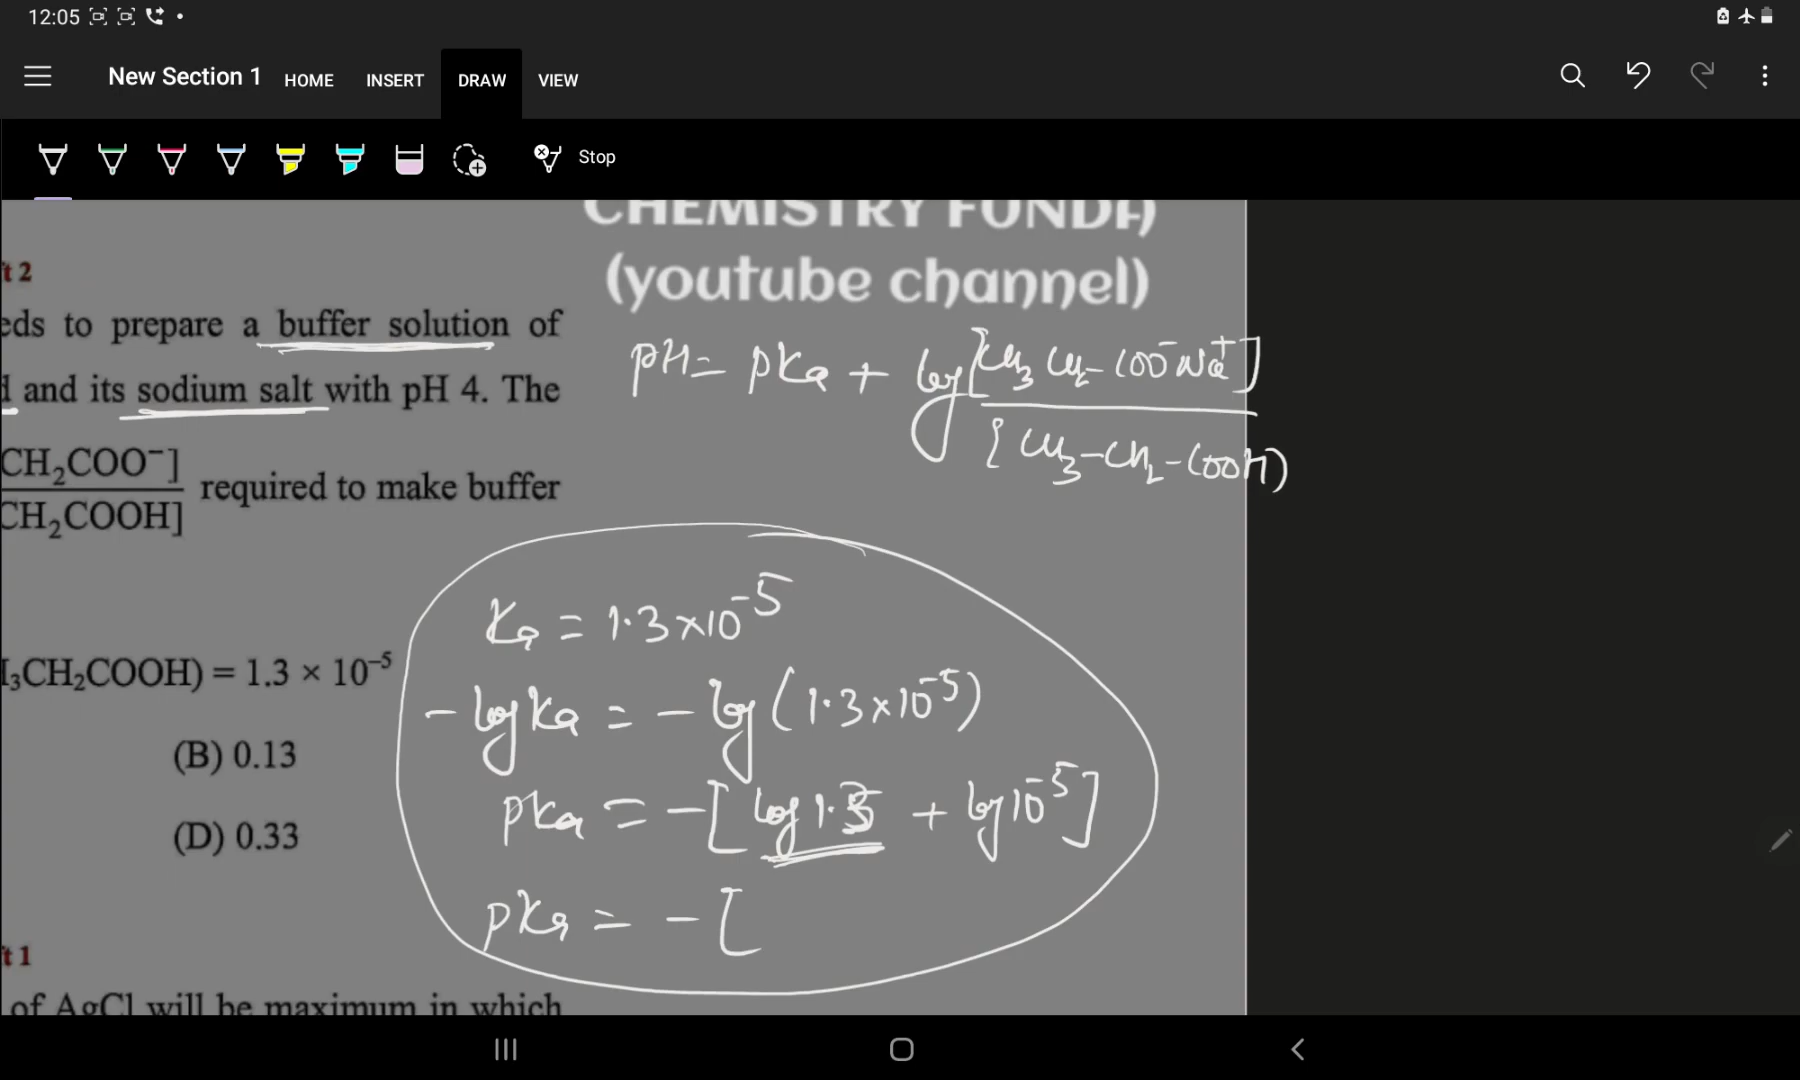 12:05
New Section 1 HOME INSERT DRAW VIEW
Stop
CHEMISTRY FUNDA
(youtube channel)
t 2
eds to prepare a buffer solution of
d and its sodium salt with pH 4. The
CH₂COO⁻]
CH₂COOH]
required to make buffer
I₃CH₂COOH) = 1.3 × 10⁻⁵
(B) 0.13
(D) 0.33
t 1
of AgCl will be maximum in which
pH = pKa + log [CH₃ CH₂-COO⁻Na⁺]
[CH₃-CH₂-COOH)
Ka = 1.3×10⁻⁵
- log Ka = - log (1.3×10⁻⁵)
pKa = -[ log 1.3 + log 10⁻⁵ ]
pKa = - [